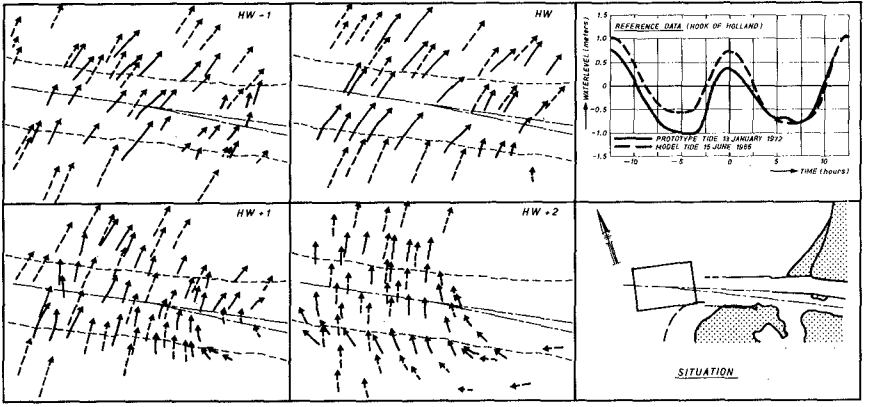 HW -1
HW
1.5
REFERENCE DATA (HOOK OF HOLLAND)
1.0
0.5
0
-0.5
-1.0
-1.5
WATERLEVEL (meters)
PROTOTYPE TIDE 13 JANUARY 1972
MODEL TIDE 15 JUNE 1966
-10 -5 0 5 10
TIME (hours)
HW +1
HW +2
SITUATION